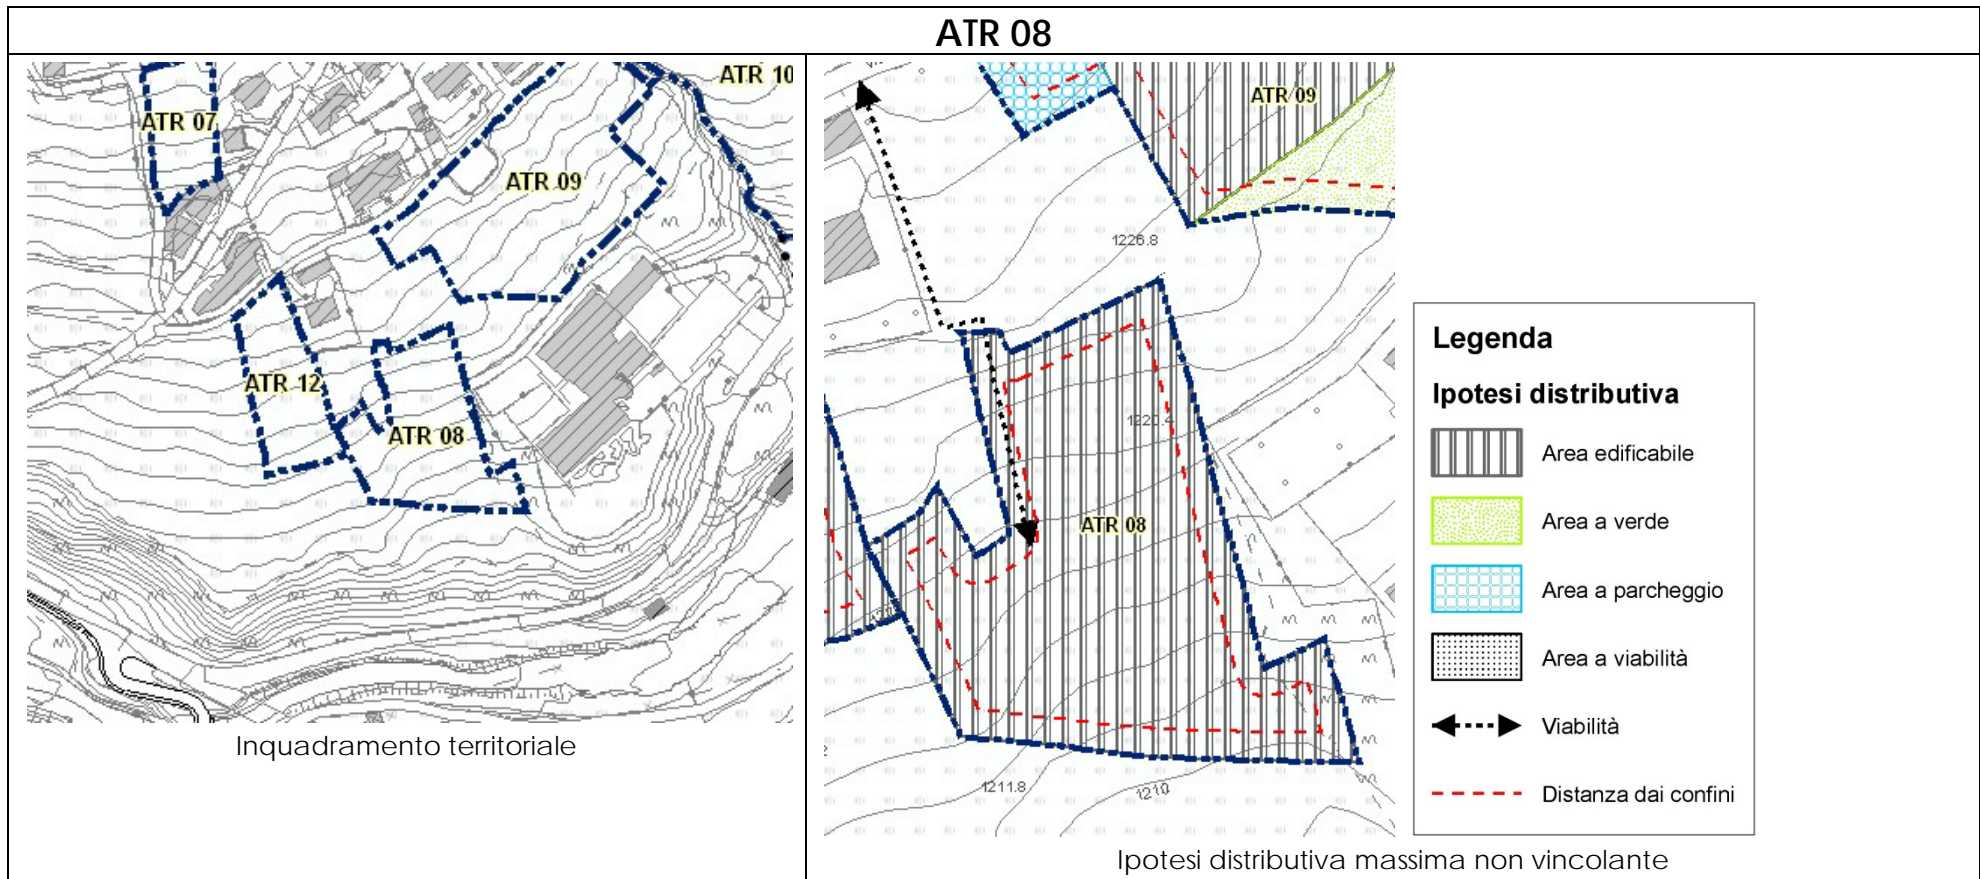 ATR 08
ATR 10
ATR 07
ATR 09
ATR 12
ATR 08
Inquadramento territoriale
ATR 09
1226.8
ATR 08
1211.8
1210
Ipotesi distributiva massima non vincolante
Legenda
Ipotesi distributiva
Area edificabile
Area a verde
Area a parcheggio
Area a viabilità
Viabilità
Distanza dai confini